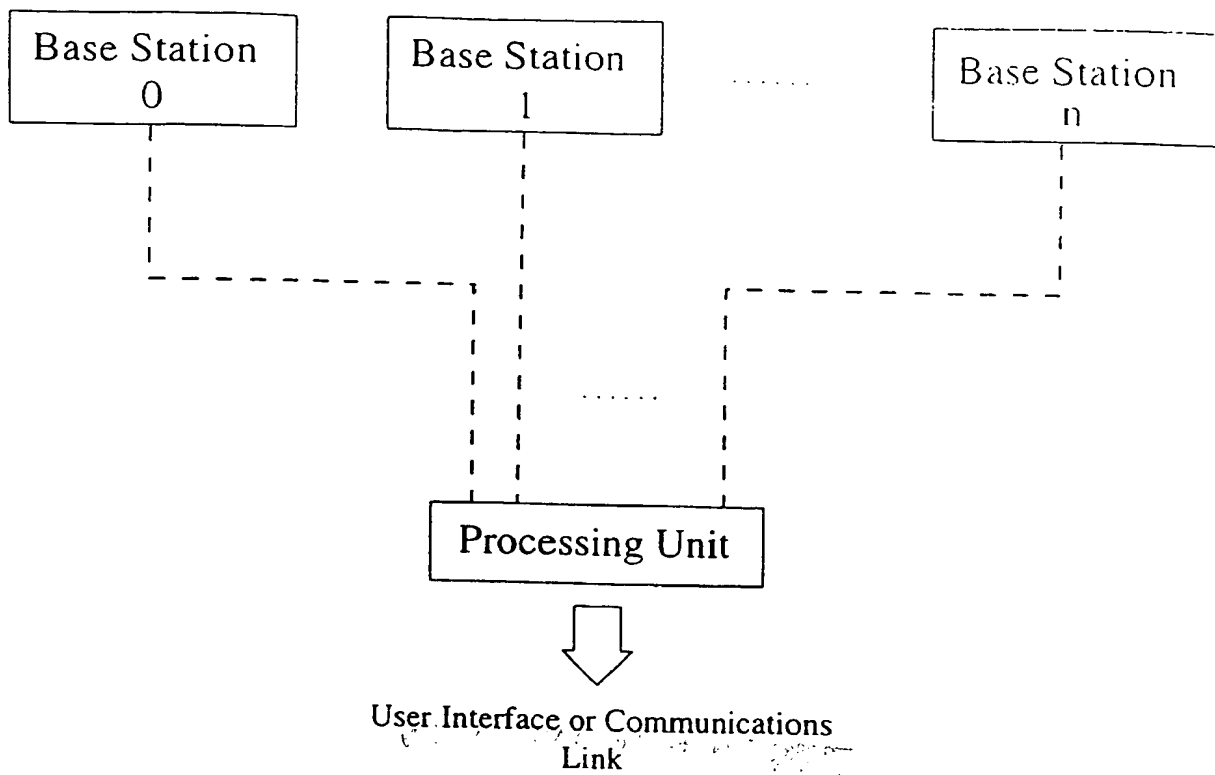 Base Station
0
Base Station
1
. . . . . .
Base Station
n
. . . . . .
Processing Unit
User Interface or Communications
Link